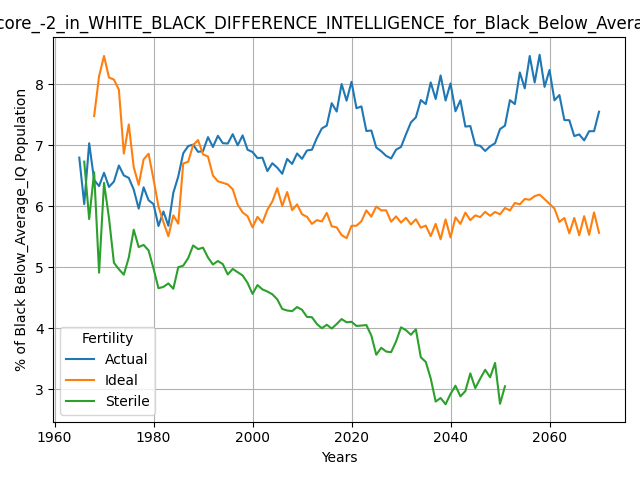 core_-2_in_WHITE_BLACK_DIFFERENCE_INTELLIGENCE_for_Black_Below_Avera
% of Black Below_Average_IQ Population
8
7
6
5
4
3
Fertility
Actual
Ideal
Sterile
1960
1980
2000
2020
2040
2060
Years